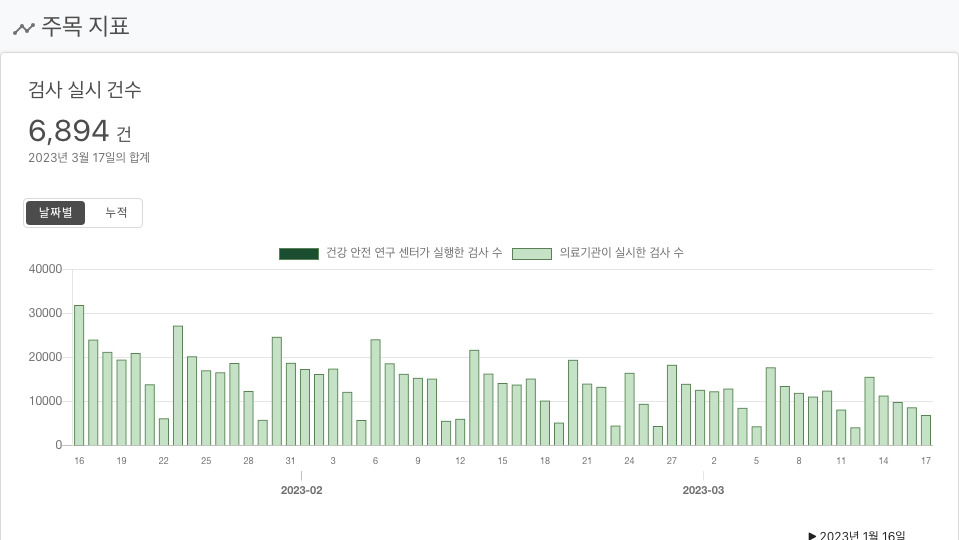 주목 지표
검사 실시 건수
6,894 건
2023년 3월 17일의 합계
날짜별 누적
건강 안전 연구 센터가 실행한 검사 수 의료기관이 실시한 검사 수
40000
30000
20000
10000
0
16 19 22 25 28 31 3 6 9 12 15 18 21 24 27 2 5 8 11 14 17
2023-02 2023-03
▶ 2023년 1월 16일